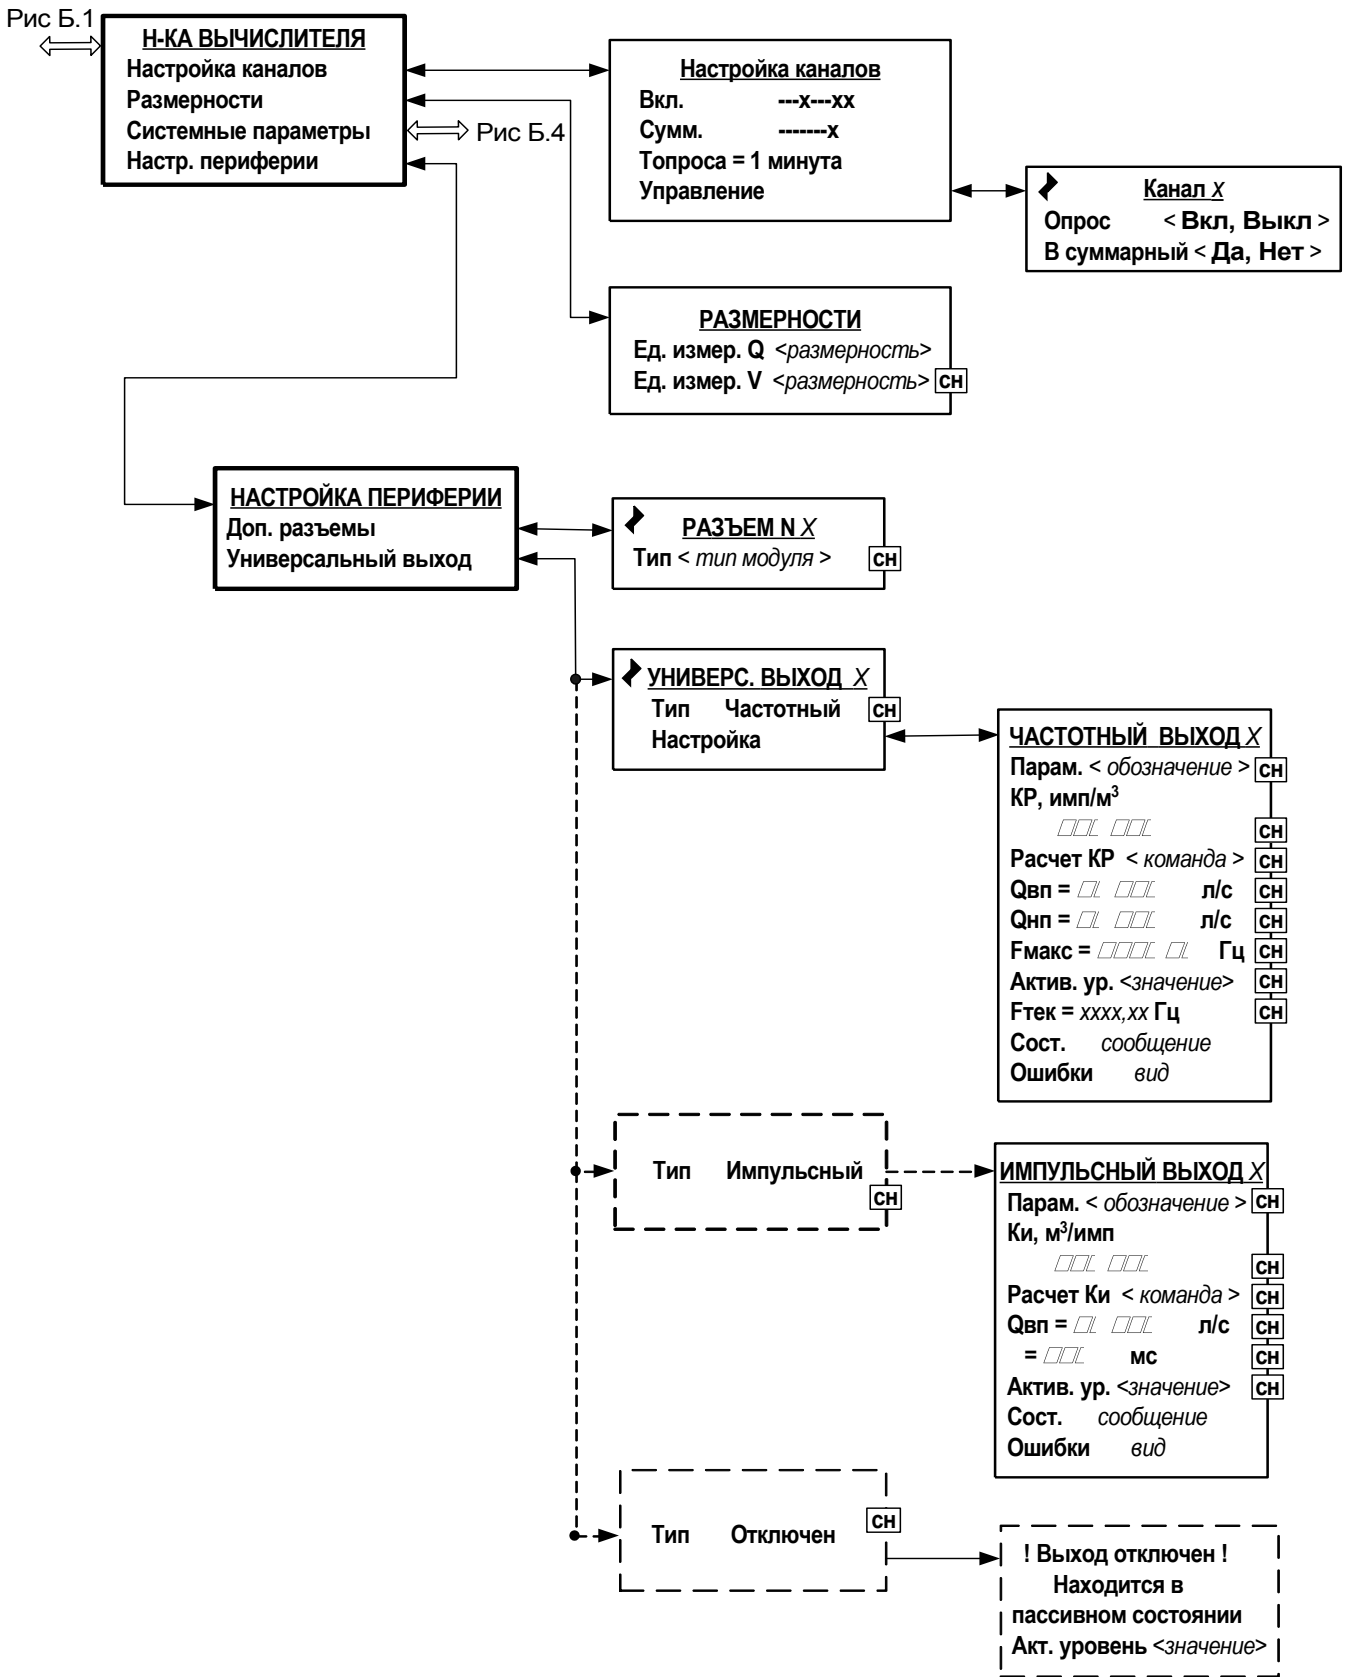 Рис Б.1
Н-КА ВЫЧИСЛИТЕЛЯ
Настройка каналов
Размерности
Системные параметры
Настр. периферии
Рис Б.4
Настройка каналов
Вкл. ---x---xx
Сумм. -------x
Топроса = 1 минута
Управление
Канал X
Опрос < Вкл, Выкл >
В суммарный < Да, Нет >
РАЗМЕРНОСТИ
Ед. измер. Q <размерность>
Ед. измер. V <размерность> СН
НАСТРОЙКА ПЕРИФЕРИИ
Доп. разъемы
Универсальный выход
РАЗЪЕМ N X
Тип < тип модуля > СН
УНИВЕРС. ВЫХОД X
Тип Частотный СН
Настройка
ЧАСТОТНЫЙ ВЫХОД X
Парам. < обозначение > СН
КР, имп/м³
СН
Расчет КР < команда > СН
Qвп = л/с СН
Qнп = л/с СН
Fмакс = Гц СН
Актив. ур. <значение> СН
Fтек = xxxx,xx Гц СН
Сост. сообщение
Ошибки вид
Тип Импульсный
СН
ИМПУЛЬСНЫЙ ВЫХОД X
Парам. < обозначение > СН
Ки, м³/имп
СН
Расчет Ки < команда > СН
Qвп = л/с СН
= мс СН
Актив. ур. <значение> СН
Сост. сообщение
Ошибки вид
Тип Отключен СН
! Выход отключен !
Находится в
пассивном состоянии
Акт. уровень <значение>